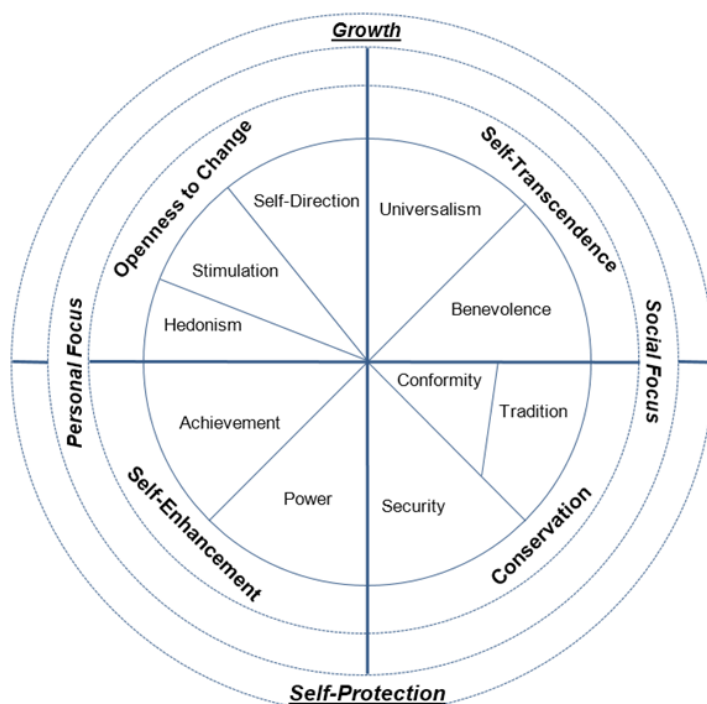 Growth
Openness to Change
Self-Transcendence
Self-Direction
Universalism
Stimulation
Benevolence
Hedonism
Personal Focus
Social Focus
Conformity
Tradition
Achievement
Power
Security
Self-Enhancement
Conservation
Self-Protection